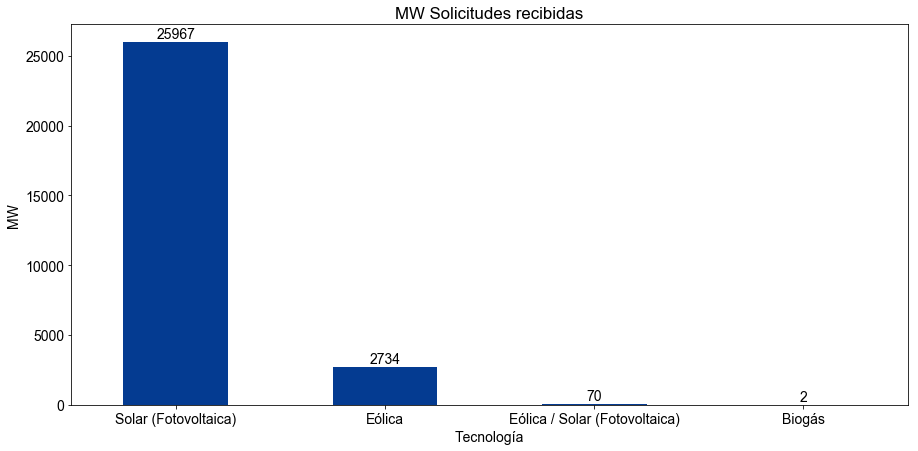 MW Solicitudes recibidas
25967
25000
20000
15000
MW
10000
5000
2734
70
2
0
Solar (Fotovoltaica)
Eólica
Eólica / Solar (Fotovoltaica)
Biogás
Tecnología